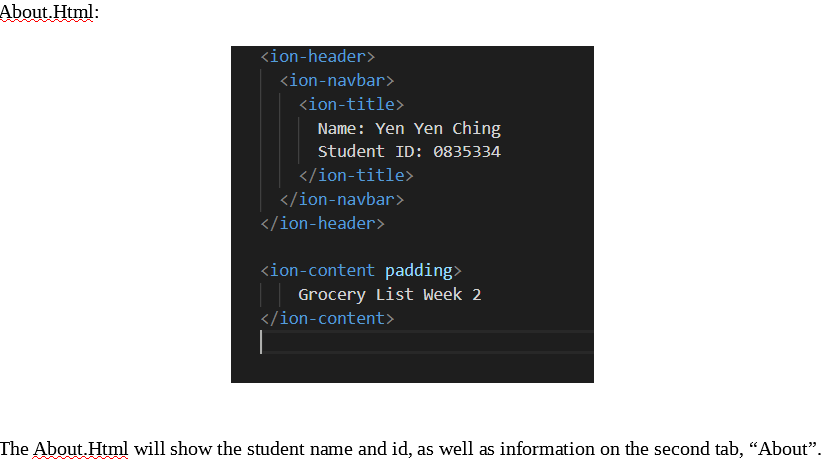 About.Html:
<ion-header>
<ion-navbar>
<ion-title>
Name: Yen Yen Ching
Student ID: 0835334
</ion-title>
</ion-navbar>
</ion-header>
<ion-content padding>
Grocery List Week 2
</ion-content>
The About.Html will show the student name and id, as well as information on the second tab, “About”.